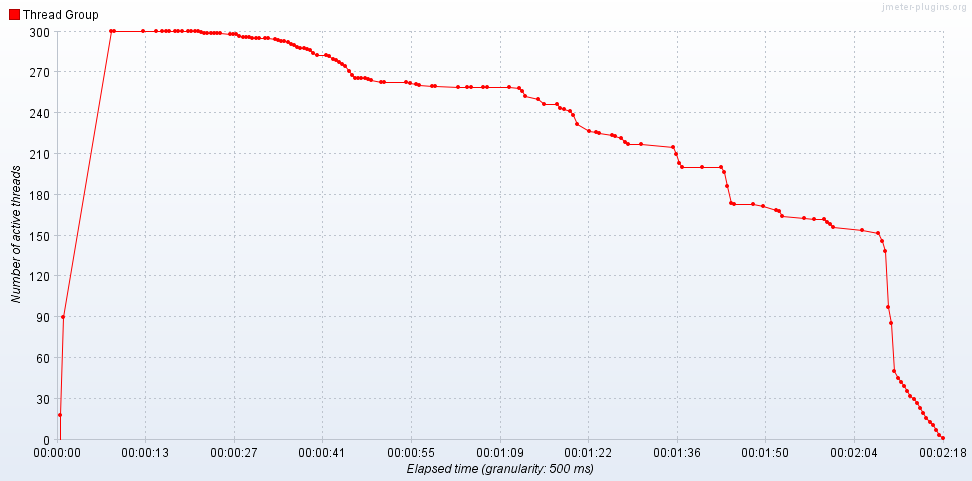 jmeter-plugins.org
Thread Group
Number of active threads
300
270
240
210
180
150
120
90
60
30
0
00:00:00 00:00:13 00:00:27 00:00:41 00:00:55 00:01:09 00:01:22 00:01:36 00:01:50 00:02:04 00:02:18
Elapsed time (granularity: 500 ms)